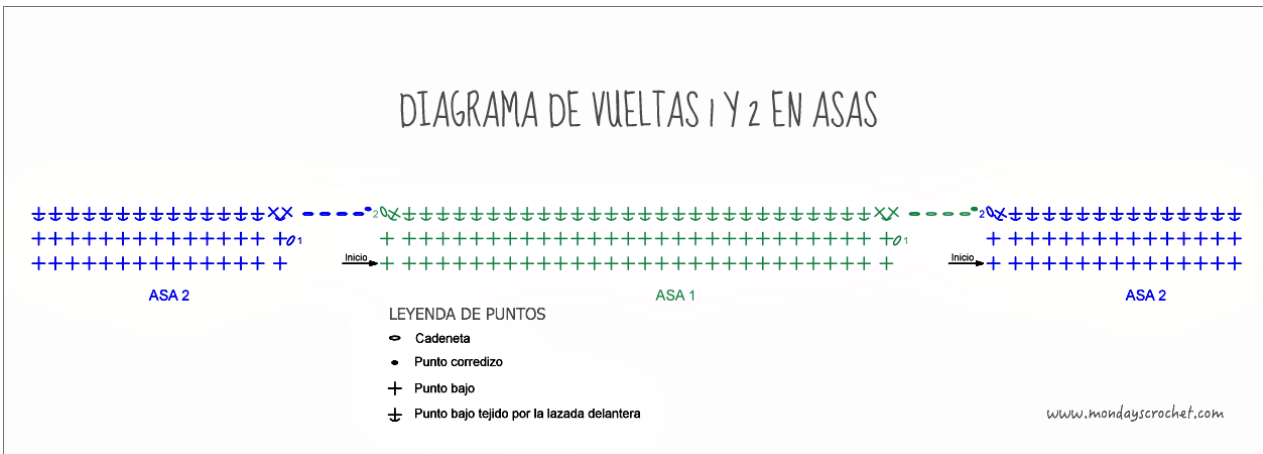 DIAGRAMA DE VUELTAS 1 Y 2 EN ASAS
2 2
1 1
Inicio Inicio
ASA 2 ASA 1 ASA 2
LEYENDA DE PUNTOS
Cadeneta
Punto corredizo
Punto bajo
Punto bajo tejido por la lazada delantera
www.mondayscrochet.com